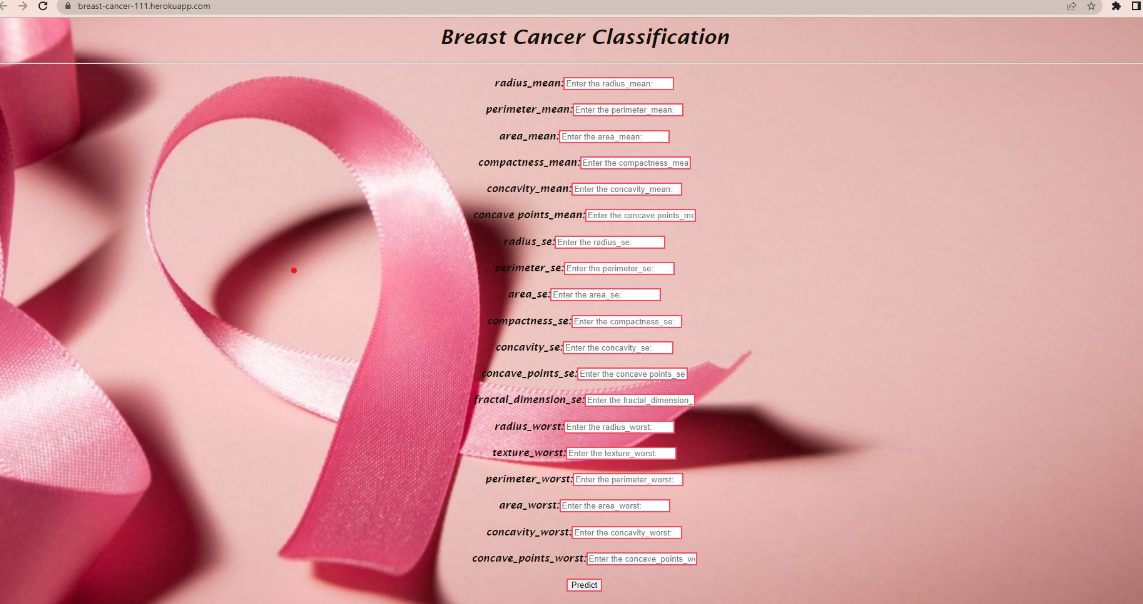 breast-cancer-111.herokuapp.com
Breast Cancer Classification
radius_mean: Enter the radius_mean:
perimeter_mean: Enter the perimeter_mean:
area_mean: Enter the area_mean:
compactness_mean: Enter the compactness_mea
concavity_mean: Enter the concavity_mean:
concave points_mean: Enter the concave points_me
radius_se: Enter the radius_se:
perimeter_se: Enter the perimeter_se:
area_se: Enter the area_se:
compactness_se: Enter the compactness_se:
concavity_se: Enter the concavity_se:
concave_points_se: Enter the concave points_se
fractal_dimension_se: Enter the fractal_dimension_
radius_worst: Enter the radius_worst:
texture_worst: Enter the texture_worst:
perimeter_worst: Enter the perimeter_worst:
area_worst: Enter the area_worst:
concavity_worst: Enter the concavity_worst:
concave_points_worst: Enter the concave_points_wo
Predict